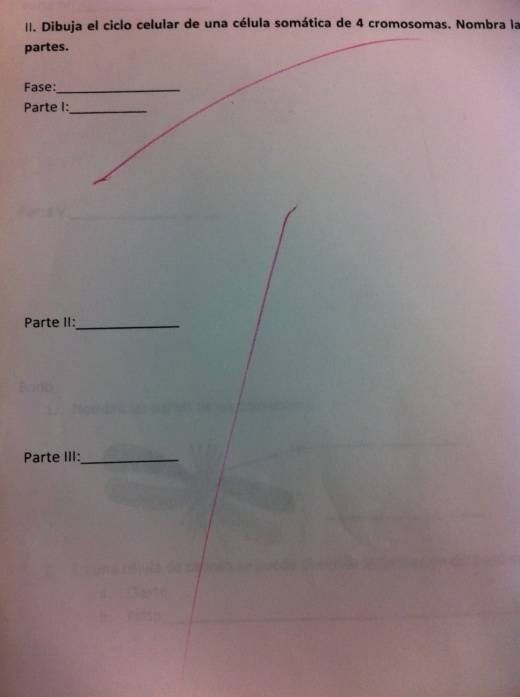 II. Dibuja el ciclo celular de una célula somática de 4 cromosomas. Nombra la
partes.
Fase:
Parte I:
Parte II:
Parte III: